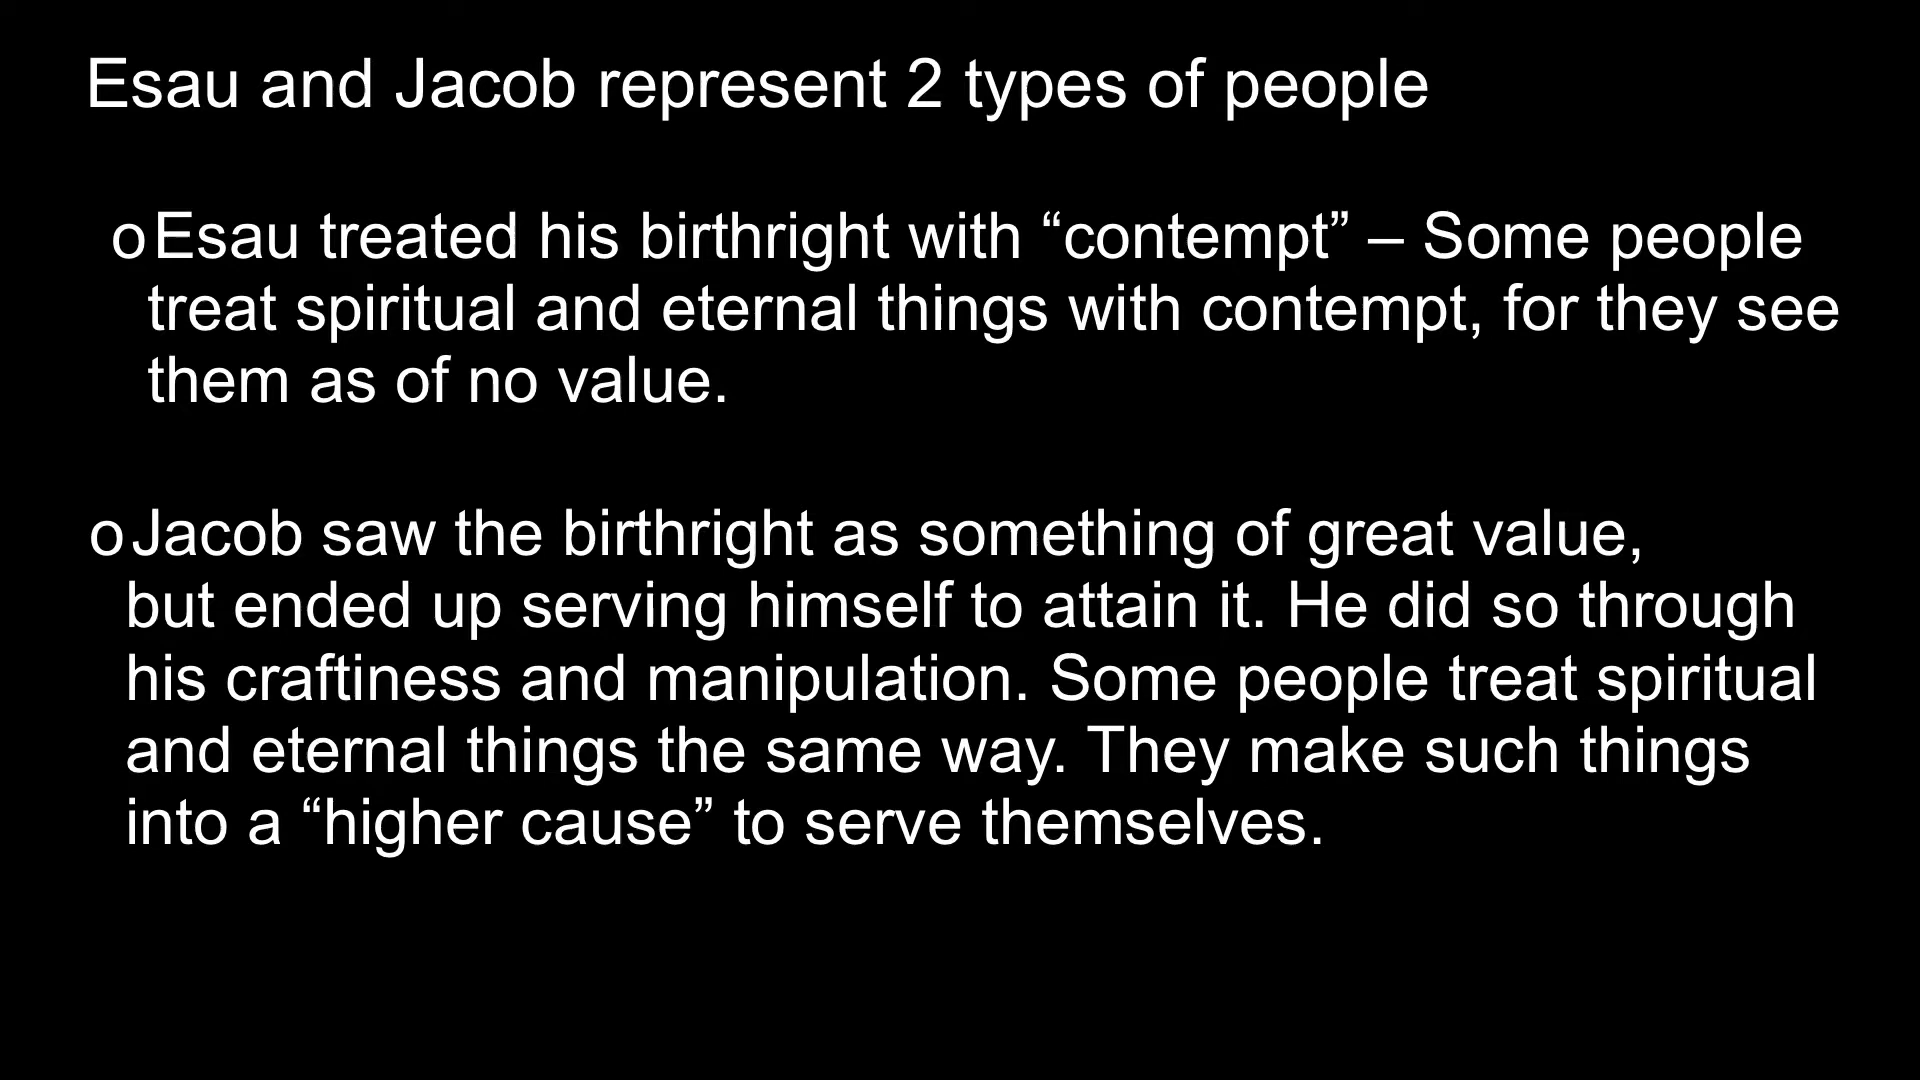 Esau and Jacob represent 2 types of people
oEsau treated his birthright with “contempt” – Some people
treat spiritual and eternal things with contempt, for they see
them as of no value.
oJacob saw the birthright as something of great value,
but ended up serving himself to attain it. He did so through
his craftiness and manipulation. Some people treat spiritual
and eternal things the same way. They make such things
into a “higher cause” to serve themselves.